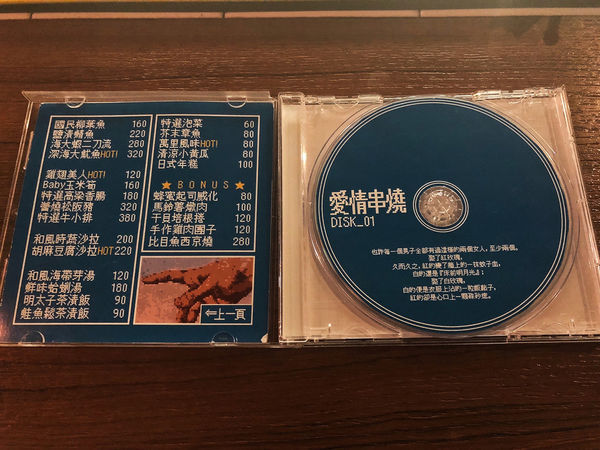 國民柳葉魚 160
鹽漬鯖魚 220
海大蝦二刀流 280
深海大魷魚HOT! 320
雞翅美人HOT! 120
Baby玉米筍 160
特選高粱香腸 180
醬燒松阪豬 320
特選牛小排 380
和風時蔬沙拉 200
胡麻豆腐沙拉HOT 220
和風海帶芽湯 120
鮮味蛤蜊湯 180
明太子茶漬飯 90
鮭魚鬆茶漬飯 90
特選泡菜 60
芥末章魚 80
萬里風味HOT! 80
清涼小黃瓜 80
日式年糕 100
★BONUS★
蜂蜜起司威化 80
馬鈴薯燉肉 100
干貝培根捲 120
手作雞肉團子 120
比目魚西京燒 280
⇐上一頁
愛情串燒
DISK_01
也許每一個男子全都有過這樣的兩個女人，至少兩個。
娶了紅玫瑰，
久而久之，紅的變了牆上的一抹蚊子血，
白的還是「床前明月光」；
娶了白玫瑰，
白的便是衣服上沾的一粒飯黏子，
紅的卻是心口上一顆硃砂痣。